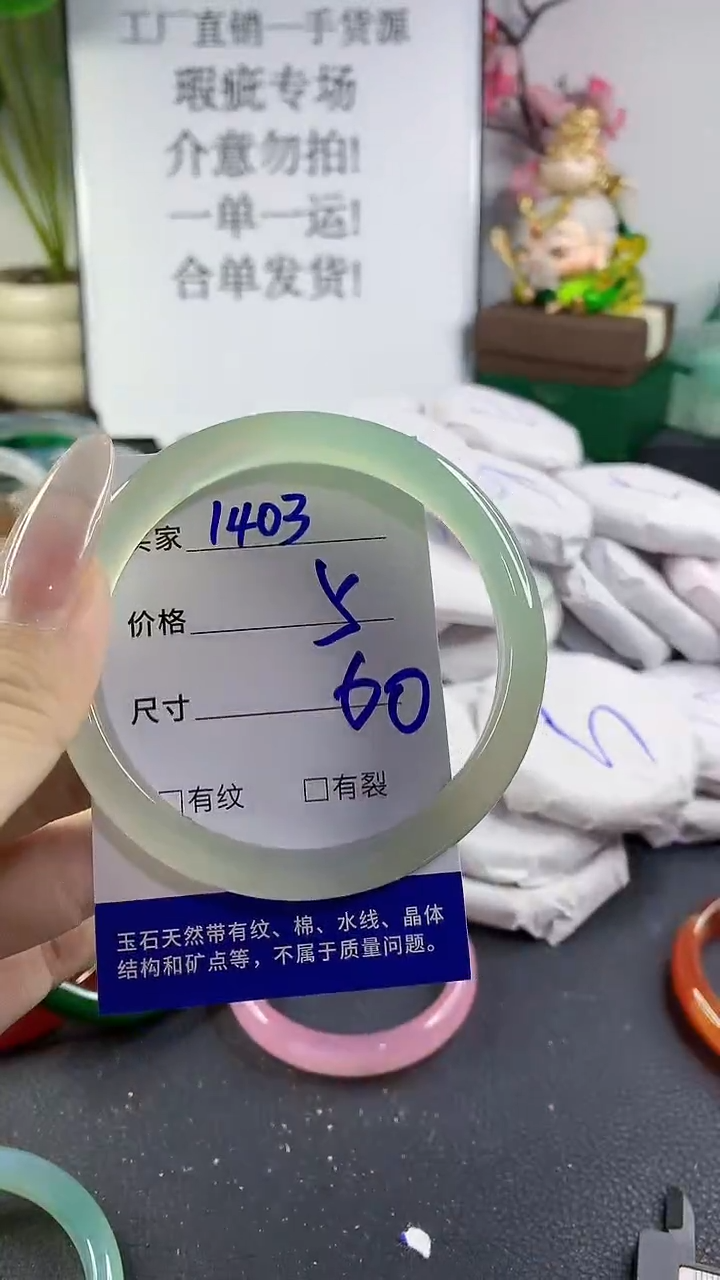 工厂直销一手货源
瑕疵专场
介意勿拍!
一单一运!
合单发货!
家 1403
价格
尺寸 60
□有纹 □有裂
玉石天然带有纹、棉、水线、晶体
结构和矿点等，不属于质量问题。